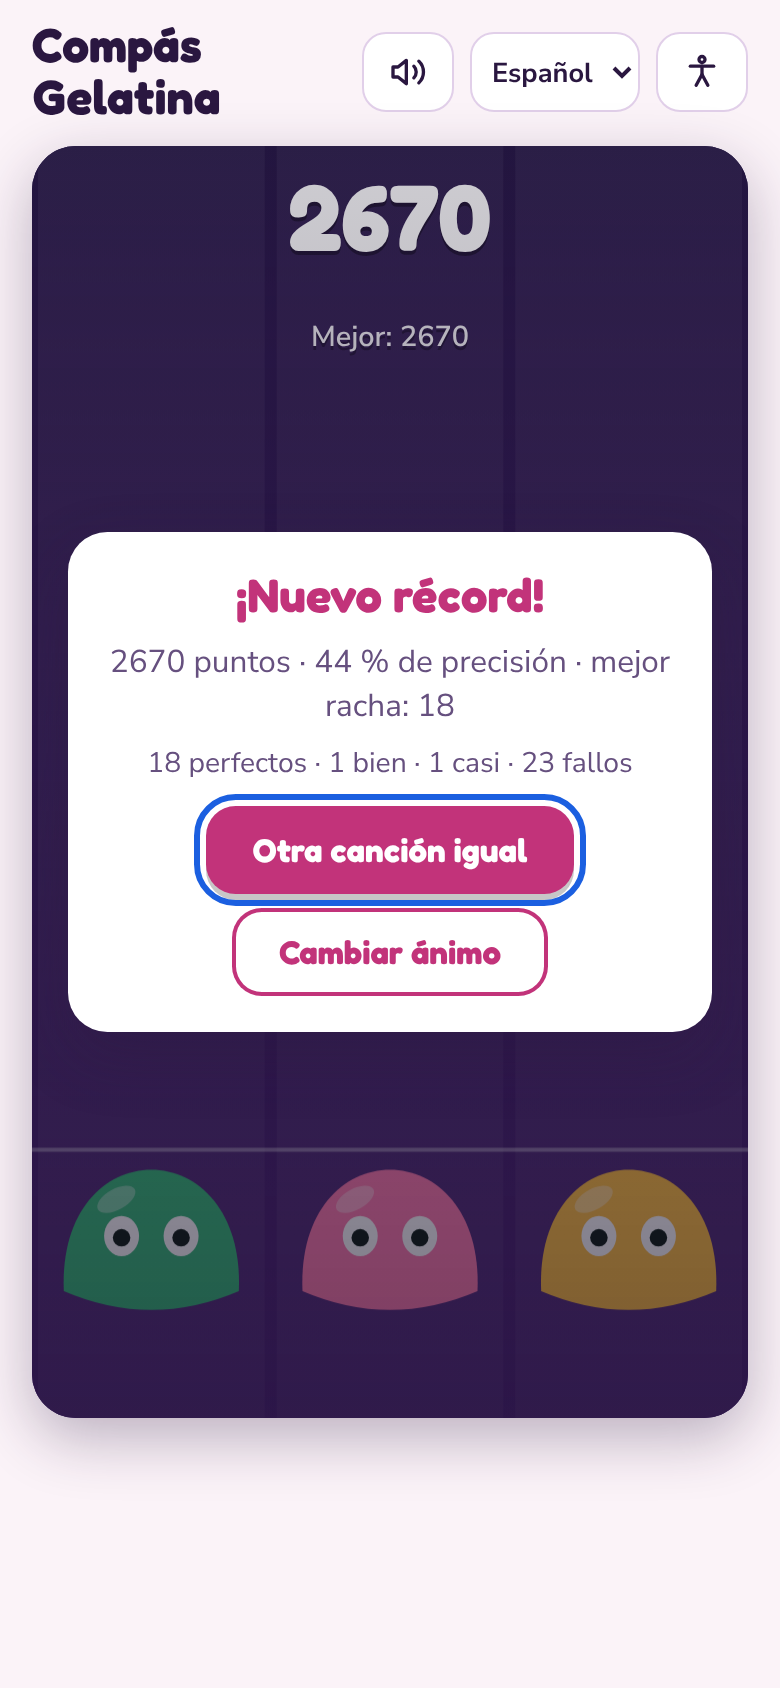 Compás
Gelatina
Español
2670
Mejor: 2670
¡Nuevo récord!
2670 puntos · 44 % de precisión · mejor
racha: 18
18 perfectos · 1 bien · 1 casi · 23 fallos
Otra canción igual
Cambiar ánimo